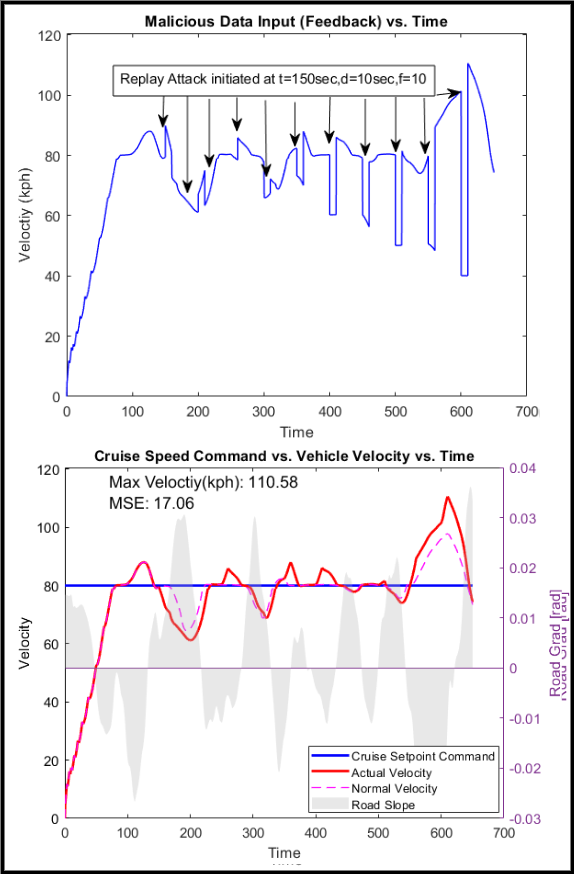 Malicious Data Input (Feedback) vs. Time
120
100
80
60
40
20
0
Veloctiy (kph)
Replay Attack initiated at t=150sec,d=10sec,f=10
0 100 200 300 400 500 600 700
Time
Cruise Speed Command vs. Vehicle Velocity vs. Time
Max Veloctiy(kph): 110.58
MSE: 17.06
120
100
80
60
40
20
0
Velocity
0.04
0.03
0.02
0.01
0
-0.01
-0.02
-0.03
Road Grad [rad]
Cruise Setpoint Command
Actual Velocity
Normal Velocity
Road Slope
0 100 200 300 400 500 600 700
Time